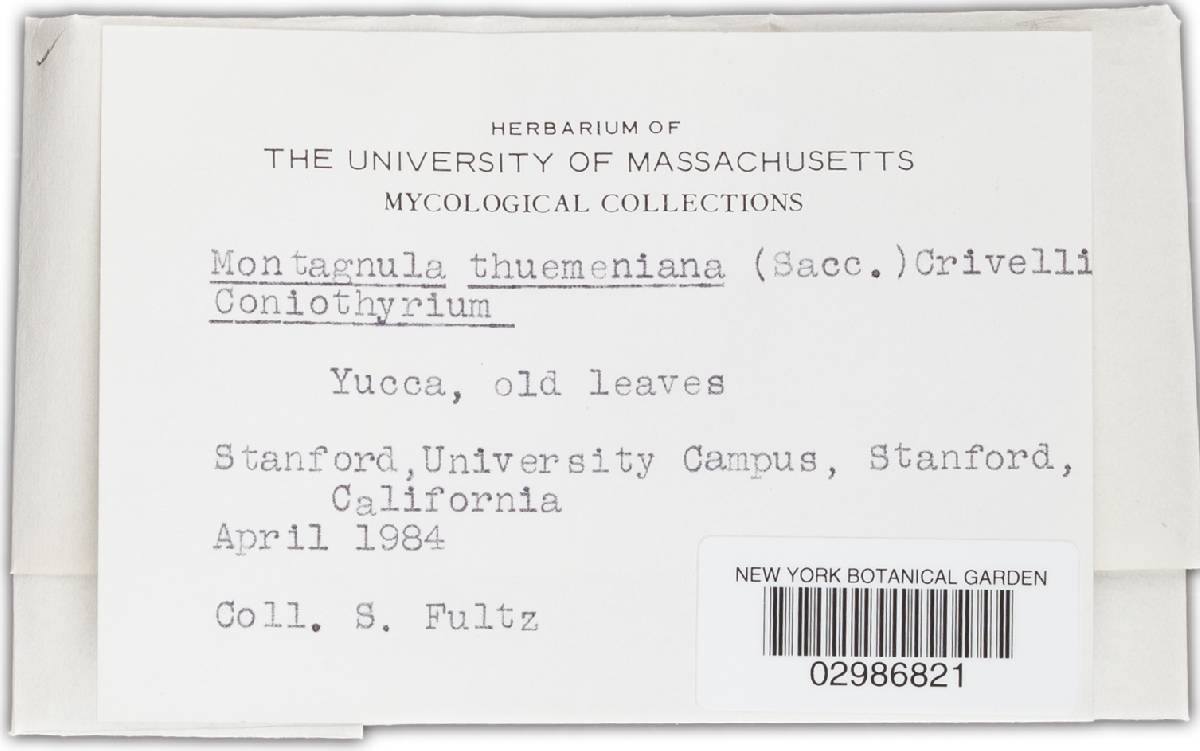 HERBARIUM OF
THE UNIVERSITY OF MASSACHUSETTS
MYCOLOGICAL COLLECTIONS
Montagnula thuemeniana (Sacc.)Crivelli
Coniothyrium
Yucca, old leaves
Stanford,University Campus, Stanford,
California
April 1984
Coll. S. Fultz
NEW YORK BOTANICAL GARDEN
02986821